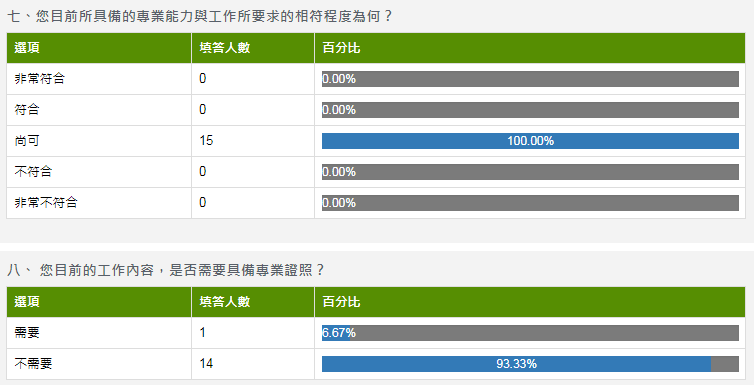 七、您目前所具備的專業能力與工作所要求的相符程度為何？
選項 填答人數 百分比
非常符合 0 0.00%
符合 0 0.00%
尚可 15 100.00%
不符合 0 0.00%
非常不符合 0 0.00%
八、 您目前的工作內容，是否需要具備專業證照？
選項 填答人數 百分比
需要 1 6.67%
不需要 14 93.33%